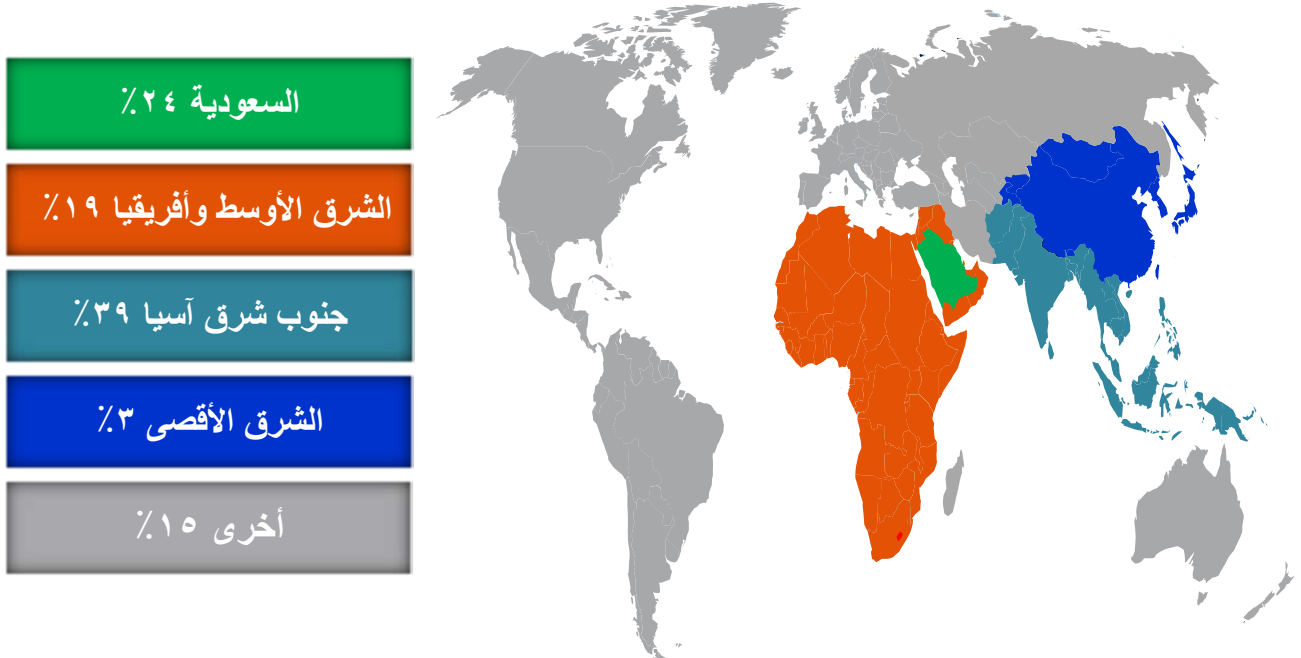 السعودية ٢٤٪
الشرق الأوسط وأفريقيا ١٩٪
جنوب شرق آسيا ٣٩٪
الشرق الأقصى ٣٪
أخرى ١٥٪